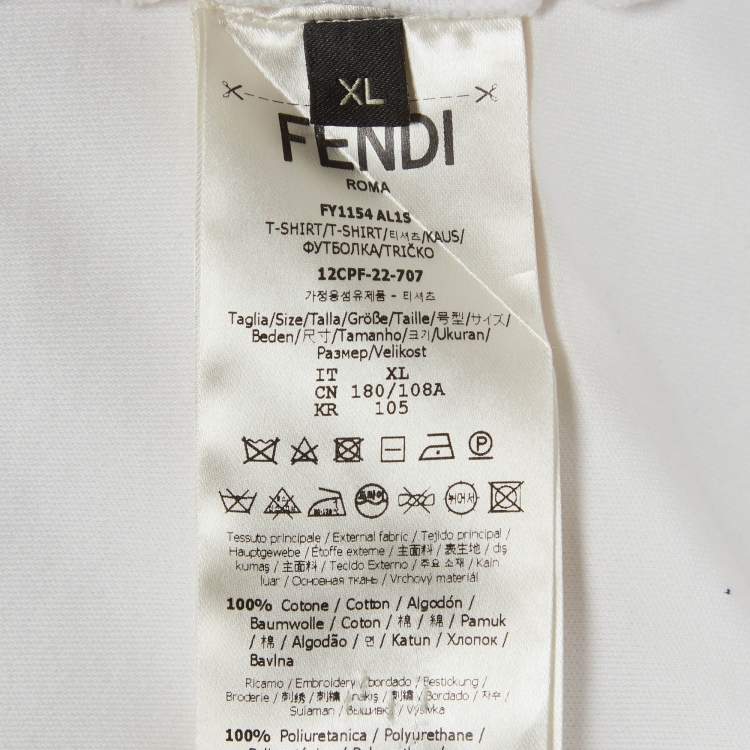 XL
FENDI
ROMA
FY1154 AL1S
T-SHIRT/T-SHIRT/티셔츠/KAUS/
ФУТБОЛКА/TRIČKO
12CPF-22-707
가정용섬유제품 - 티셔츠
Taglia/Size/Talla/Größe/Taille/号型/サイズ/
Beden/尺寸/Tamanho/크기/Ukuran/
Размер/Velikost
IT XL
CN 180/108A
KR 105
드라이
뉘어서
Tessuto principale / External fabric / Tejido principal /
Hauptgewebe / Étoffe externe / 主面料 / 表生地 / dış
kumaş / 主面料 / Tecido Externo / 주요 소재 / Kain
luar / Основная ткань / Vrchový materiál
100% Cotone / Cotton / Algodón /
Baumwolle / Coton / 棉 / 綿 / Pamuk
/ 棉 / Algodão / 면 / Katun / Хлопок /
Bavlna
Ricamo / Embroidery / bordado / Bestickung /
Broderie / 刺绣 / 刺繍 / nakış / 刺繡 / Bordado / 자수 /
Sulaman / Вышивка / Výšivka
100% Poliuretanica / Polyurethane /